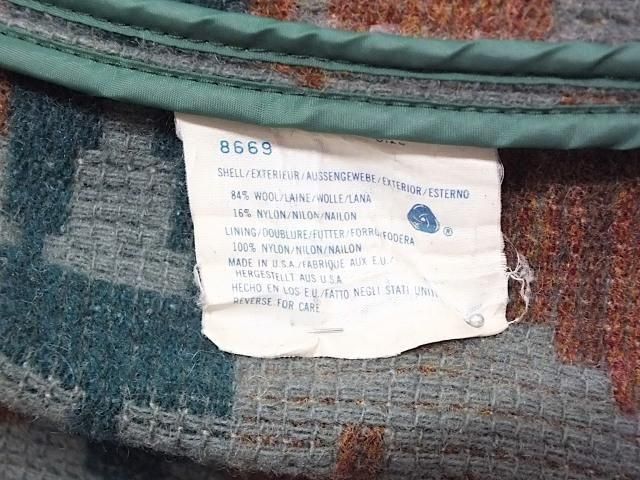 8669
SHELL/EXTERIEUR/AUSSENGEWEBE/EXTERIOR/ESTERNO
84% WOOL/LAINE/WOLLE/LANA
16% NYLON/NILON/NAILON
®
LINING/DOUBLURE/FUTTER/FORRO/FODERA
100% NYLON/NILON/NAILON
MADE IN U.S.A./FABRIQUE AUX E.U./
HERGESTELLT AUS U.S.A.
HECHO EN LOS E.U./FATTO NEGLI STATI UNITI
REVERSE FOR CARE